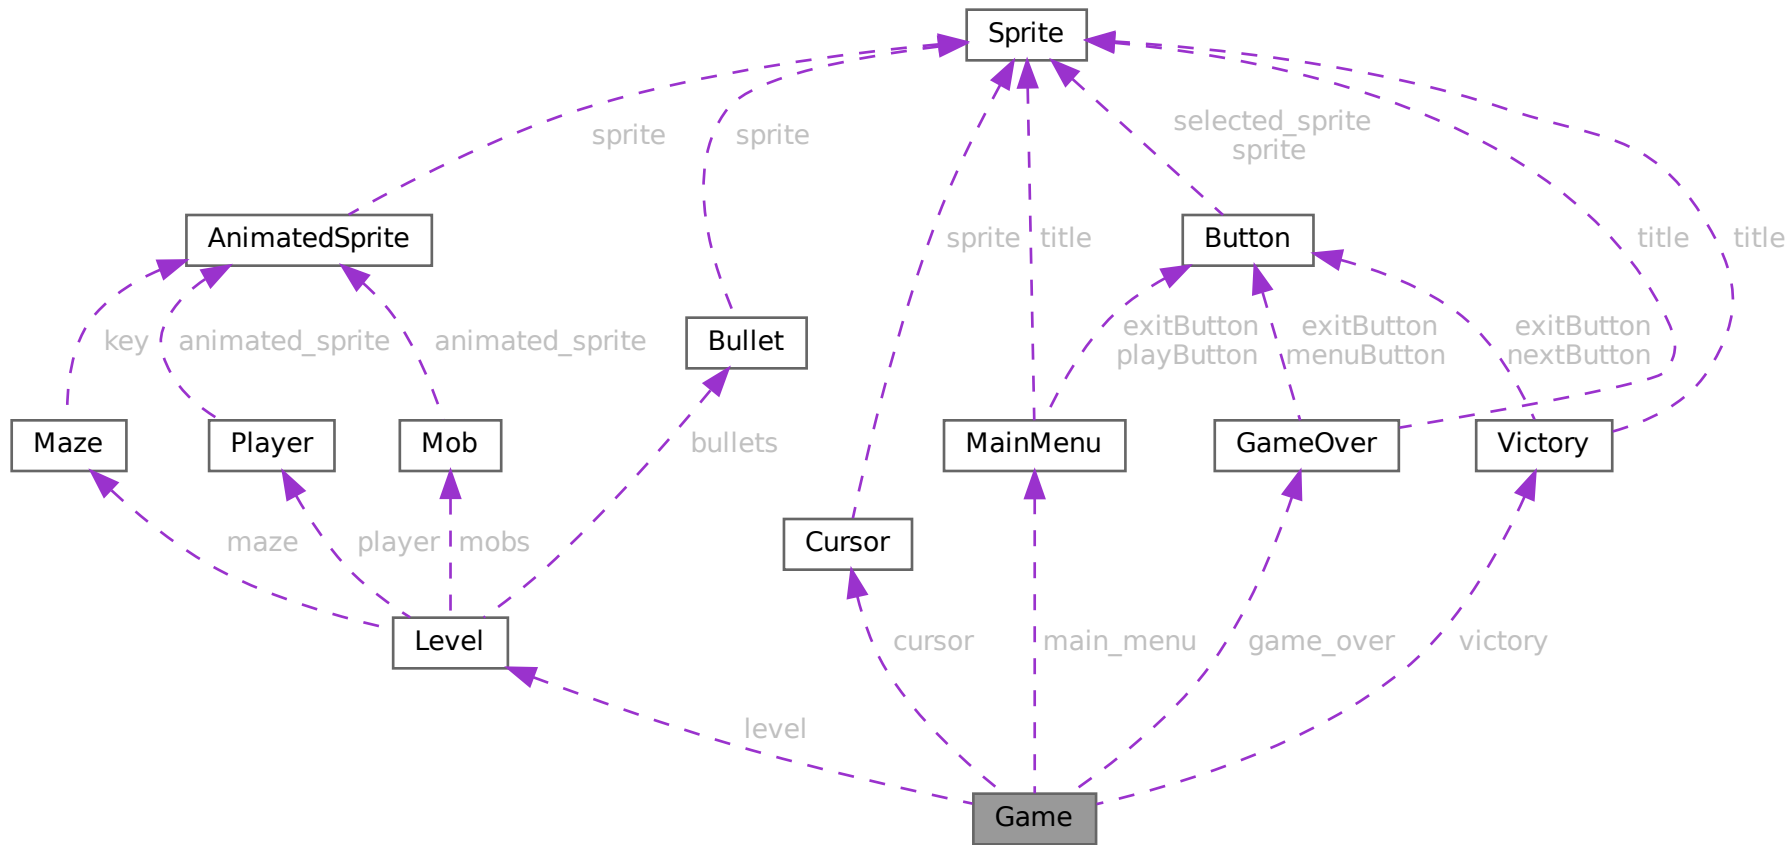 Sprite
selected_sprite
sprite
sprite
sprite
AnimatedSprite
sprite
title
Button
title
title
key
animated_sprite
animated_sprite
Bullet
exitButton
playButton
exitButton
menuButton
exitButton
nextButton
Maze
Player
Mob
bullets
MainMenu
GameOver
Victory
maze
player
mobs
Cursor
Level
cursor
main_menu
game_over
victory
level
Game